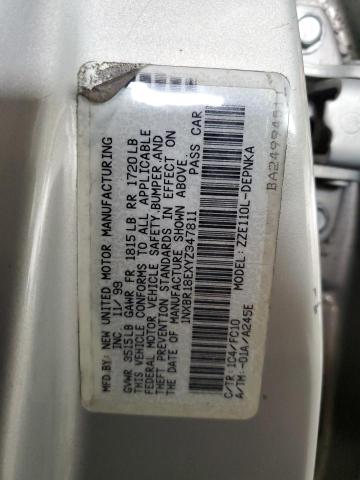 MFD BY: NEW UNITED MOTOR MANUFACTURING
INC 11/99
GVWR 3515LB GAWR FR 1815LB RR 1720LB
THIS VEHICLE CONFORMS TO ALL APPLICABLE
FEDERAL MOTOR VEHICLE SAFETY,BUMPER,AND
THEFT PREVENTION STANDARDS IN EFFECT ON
THE DATE OF MANUFACTURE SHOWN ABOVE.
1NXBR18EXYZ347811 PASS CAR
C/TR:1C4/FC10 MODEL:ZZE110L-DEPNKA
A/TM:-01A/A245E